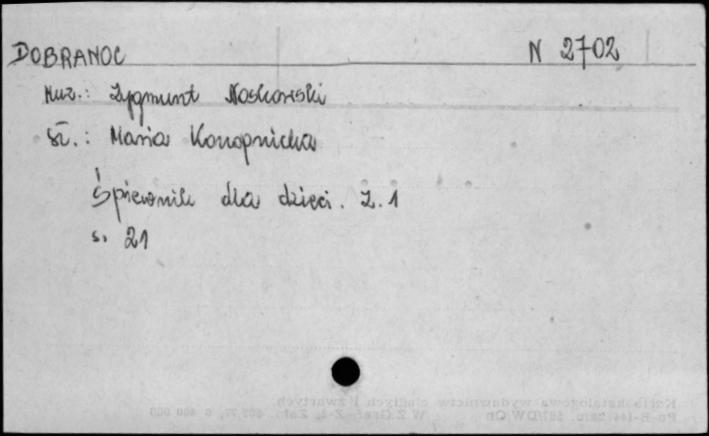 DOBRANOC N 2702
Muz.: Zygmunt Noskowski
sł.: Maria Konopnicka
Śpiewnik dla dzieci. Z. 1
s. 21